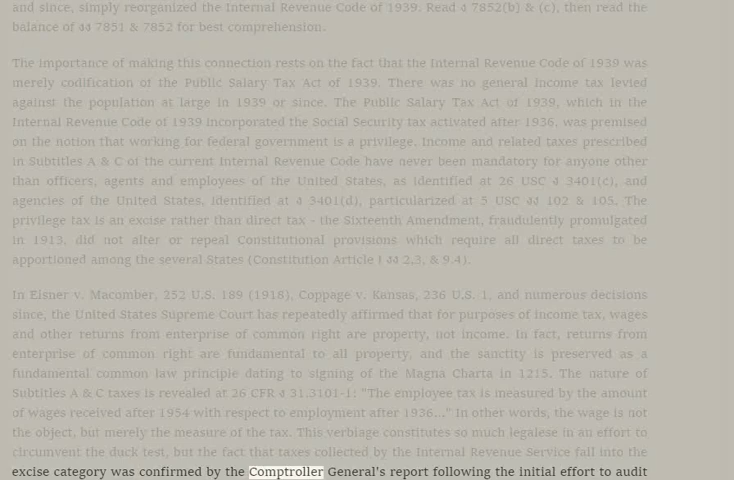 and since, simply reorganized the Internal Revenue Code of 1939. Read § 7852(b) & (c), then read the
balance of §§ 7851 & 7852 for best comprehension.
The importance of making this connection rests on the fact that the Internal Revenue Code of 1939 was
merely codification of the Public Salary Tax Act of 1939. There was no general income tax levied
against the population at large in 1939 or since. The Public Salary Tax Act of 1939, which in the
Internal Revenue Code of 1939 incorporated the Social Security tax activated after 1936, was premised
on the notion that working for federal government is a privilege. Income and related taxes prescribed
in Subtitles A & C of the current Internal Revenue Code have never been mandatory for anyone other
than officers, agents and employees of the United States, as identified at 26 USC § 3401(c), and
agencies of the United States, identified at § 3401(d), particularized at 5 USC §§ 102 & 105. The
privilege tax is an excise rather than direct tax - the Sixteenth Amendment, fraudulently promulgated
in 1913, did not alter or repeal Constitutional provisions which require all direct taxes to be
apportioned among the several States (Constitution Article I §§ 2,3, & 9.4).
In Eisner v. Macomber, 252 U.S. 189 (1918), Coppage v. Kansas, 236 U.S. 1, and numerous decisions
since, the United States Supreme Court has repeatedly affirmed that for purposes of income tax, wages
and other returns from enterprise of common right are property, not income. In fact, returns from
enterprise of common right are fundamental to all property, and the sanctity is preserved as a
fundamental common law principle dating to signing of the Magna Charta in 1215. The nature of
Subtitles A & C taxes is revealed at 26 CFR § 31.3101-1: "The employee tax is measured by the amount
of wages received after 1954 with respect to employment after 1936..." In other words, the wage is not
the object, but merely the measure of the tax. This verbiage constitutes so much legalese in an effort to
circumvent the duck test, but the fact that taxes collected by the Internal Revenue Service fall into the
excise category was confirmed by the Comptroller General's report following the initial effort to audit